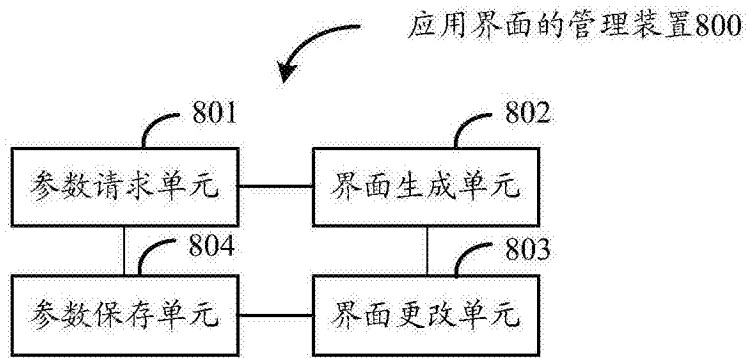 应用界面的管理装置800
801
802
参数请求单元
界面生成单元
804
803
参数保存单元
界面更改单元